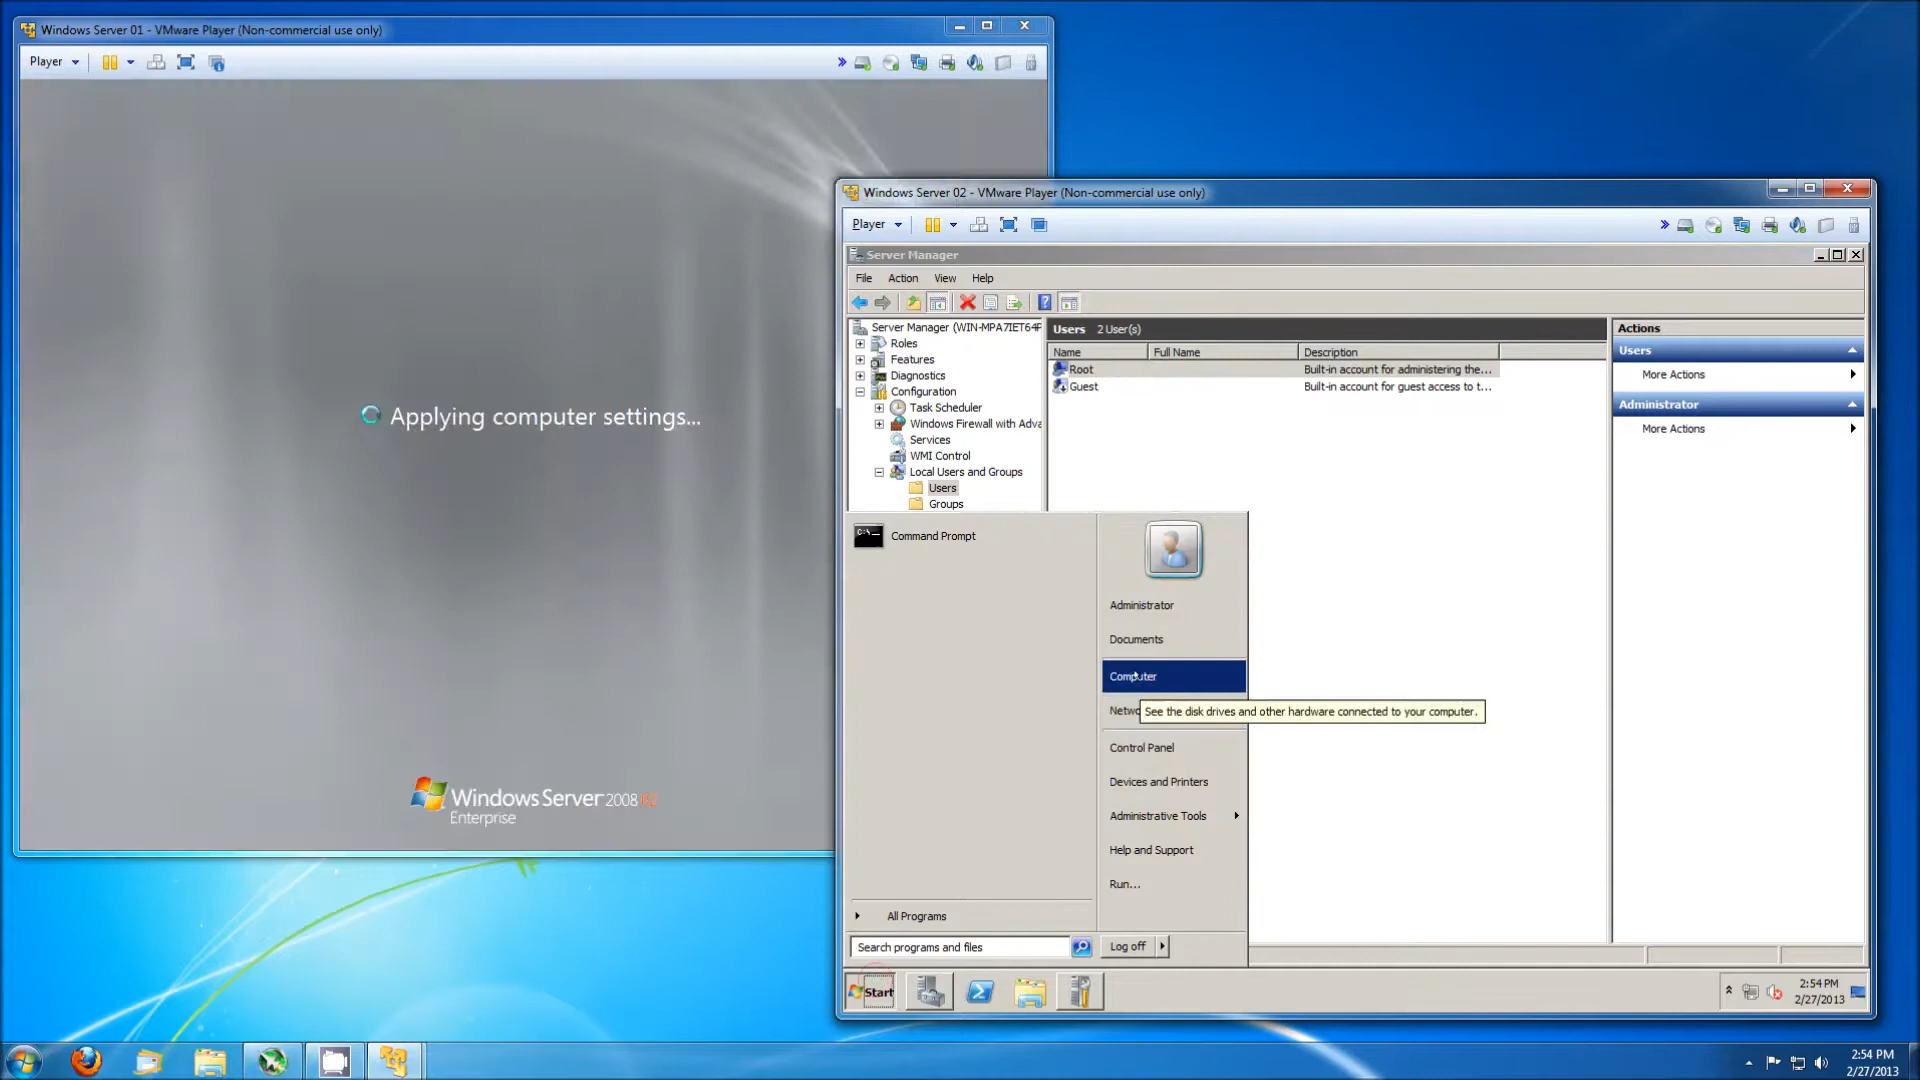 Windows Server 01 - VMware Player (Non-commercial use only)
Player
Applying computer settings...
Windows Server 2008 R2
Enterprise
Windows Server 02 - VMware Player (Non-commercial use only)
Player
Server Manager
File Action View Help
Server Manager (WIN-MPA7IET64F
Roles
Features
Diagnostics
Configuration
Task Scheduler
Windows Firewall with Adva
Services
WMI Control
Local Users and Groups
Users
Groups
Users 2 User(s)
Name Full Name Description
Root Built-in account for administering the...
Guest Built-in account for guest access to t...
Actions
Users
More Actions
Administrator
More Actions
Command Prompt
Administrator
Documents
Computer
Netwo
See the disk drives and other hardware connected to your computer.
Control Panel
Devices and Printers
Administrative Tools
Help and Support
Run...
All Programs
Search programs and files
Log off
Start
2:54 PM
2/27/2013
2:54 PM
2/27/2013